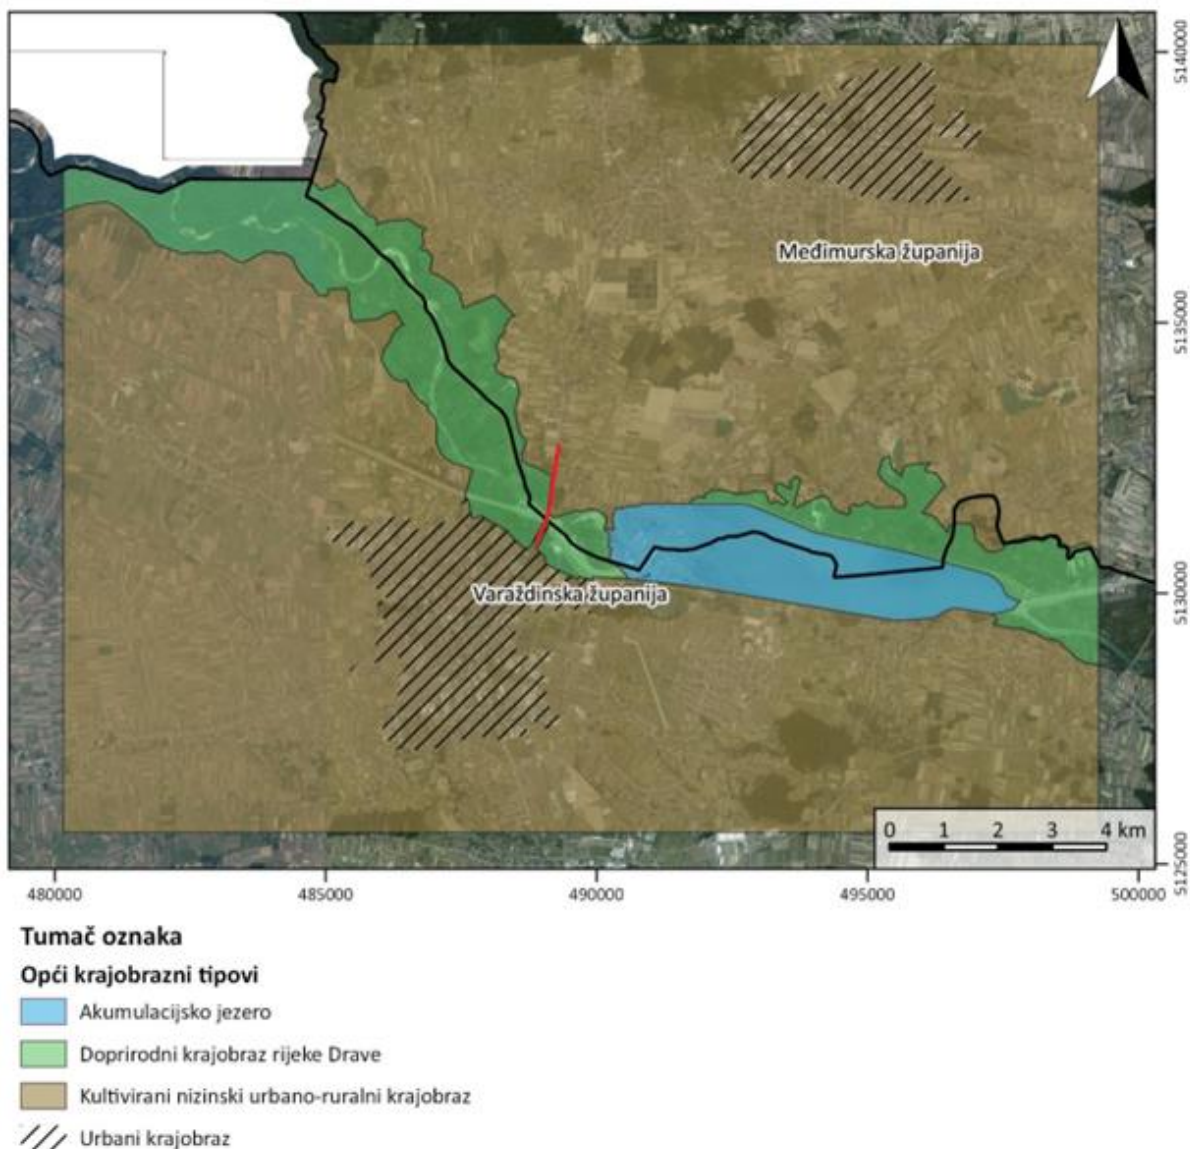 5140000
Međimurska županija
5135000
Varaždinska županija
5130000
0 1 2 3 4 km
5125000
480000 485000 490000 495000 500000
Tumač oznaka
Opći krajobrazni tipovi
Akumulacijsko jezero
Doprirodni krajobraz rijeke Drave
Kultivirani nizinski urbano-ruralni krajobraz
Urbani krajobraz